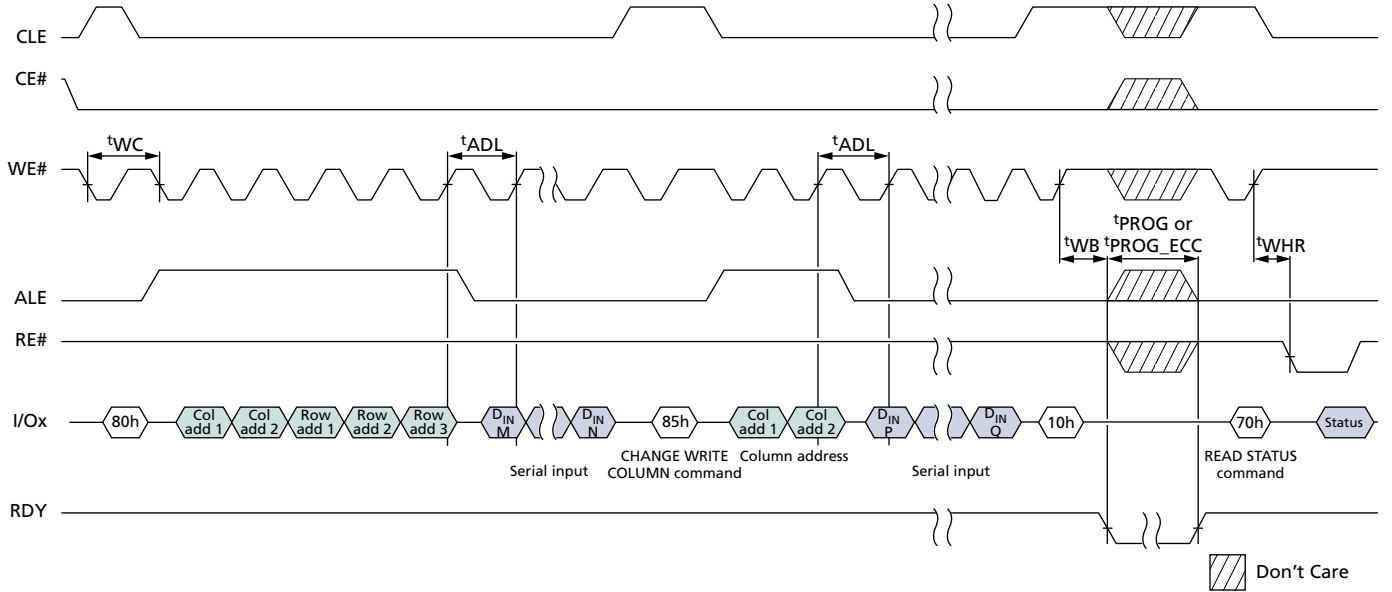 CLE
CE#
tWC
tADL
tADL
WE#
tPROG or
tWB
tPROG_ECC
tWHR
ALE
RE#
I/Ox
80h
Col
add 1
Col
add 2
Row
add 1
Row
add 2
Row
add 3
DIN
M
DIN
N
85h
Col
add 1
Col
add 2
DIN
P
DIN
Q
10h
70h
Status
Serial input
CHANGE WRITE
COLUMN command
Column address
Serial input
READ STATUS
command
RDY
Don't Care